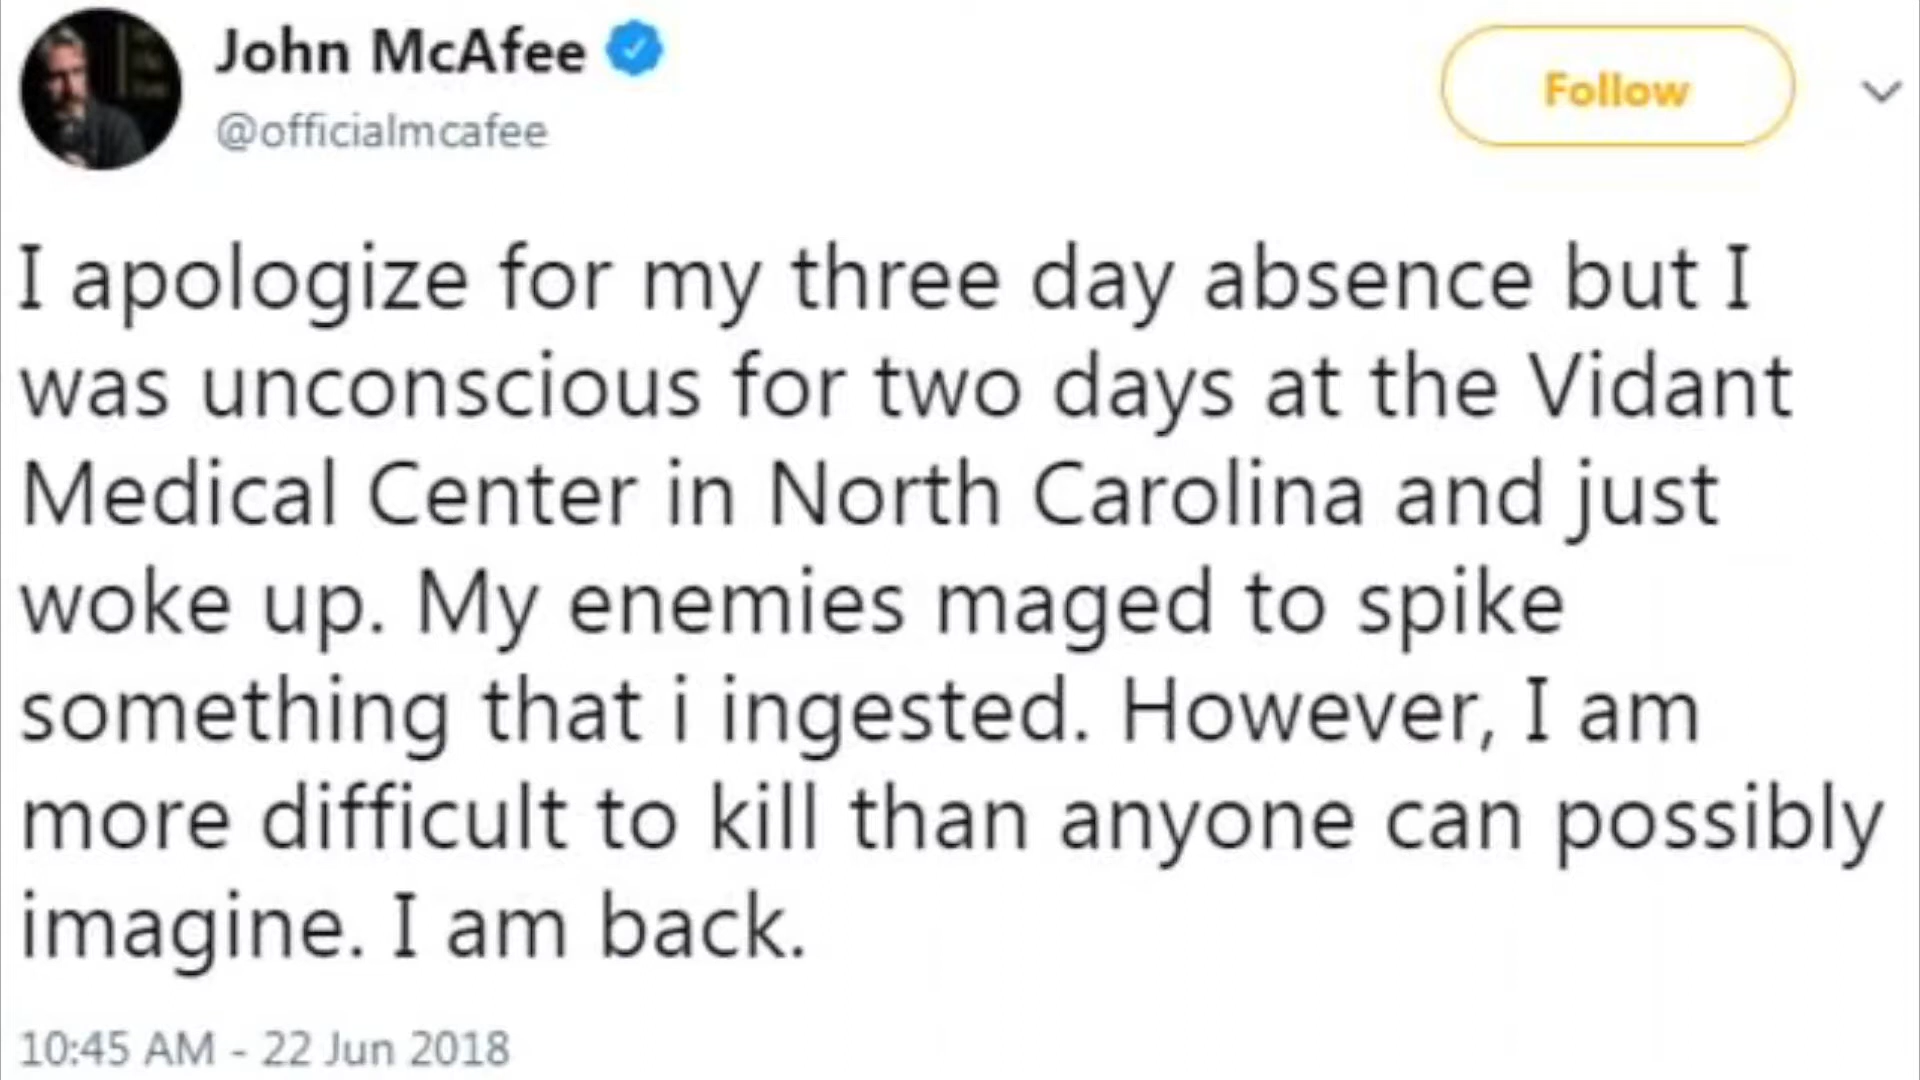 John McAfee
@officialmcafee
Follow
I apologize for my three day absence but I
was unconscious for two days at the Vidant
Medical Center in North Carolina and just
woke up. My enemies maged to spike
something that i ingested. However, I am
more difficult to kill than anyone can possibly
imagine. I am back.
10:45 AM - 22 Jun 2018